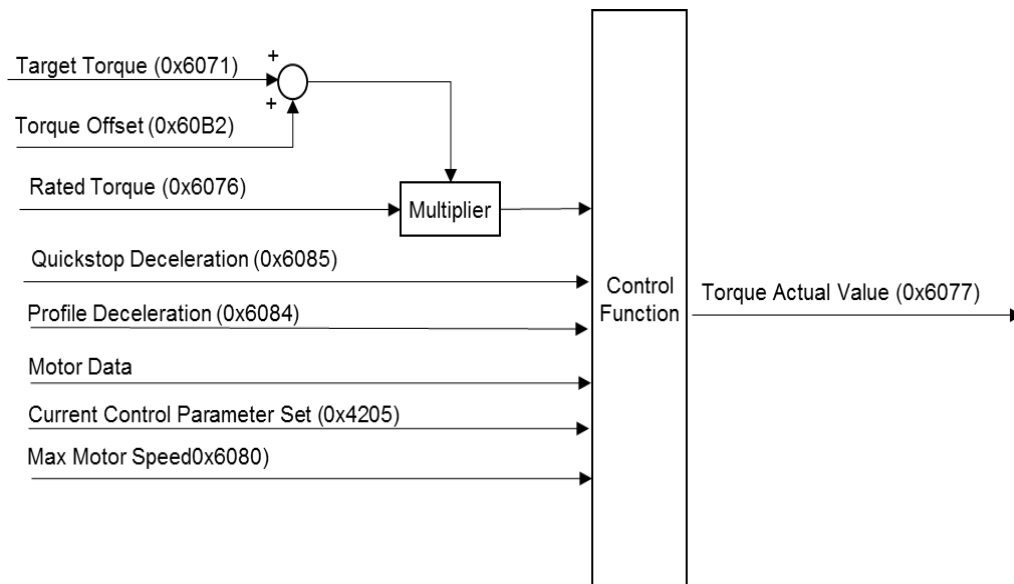 +
Target Torque (0x6071)
+
Torque Offset (0x60B2)
Rated Torque (0x6076)
Multiplier
Quickstop Deceleration (0x6085)
Profile Deceleration (0x6084)
Motor Data
Current Control Parameter Set (0x4205)
Max Motor Speed0x6080)
Control
Function
Torque Actual Value (0x6077)